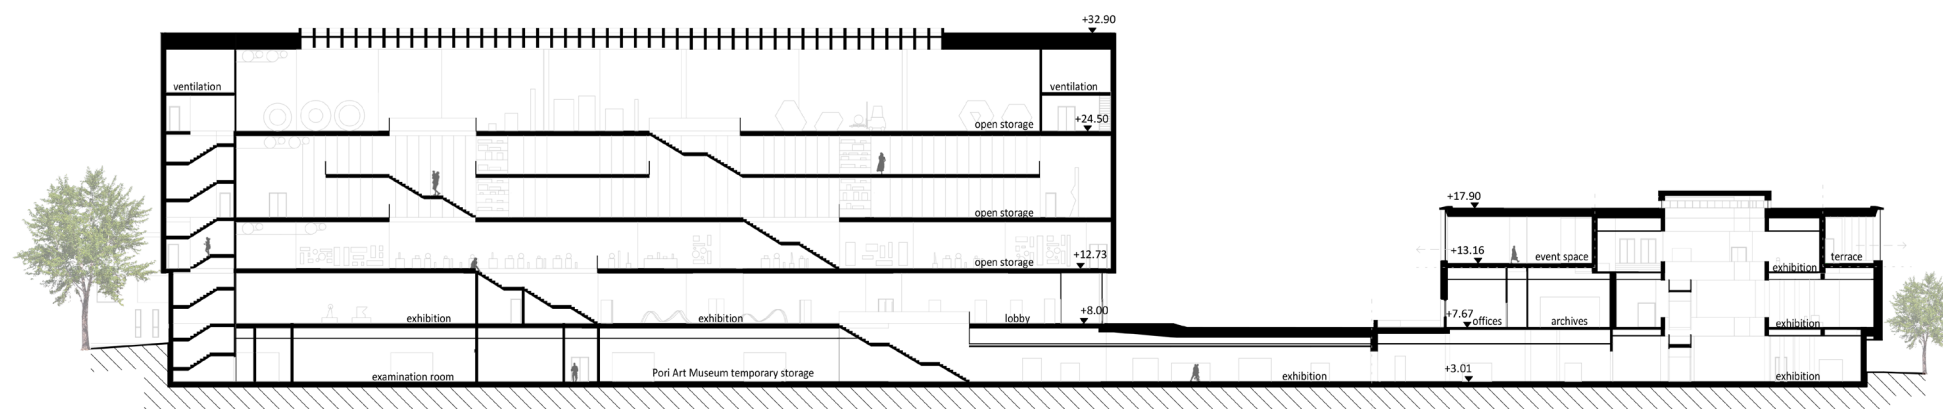 +32.90
ventilation
ventilation
open storage
+24.50
+17.90
open storage
+13.16
event space
terrace
open storage
+12.73
exhibition
exhibition
exhibition
lobby
+8.00
+7.67
offices
archives
exhibition
examination room
Pori Art Museum temporary storage
exhibition
+3.01
exhibition